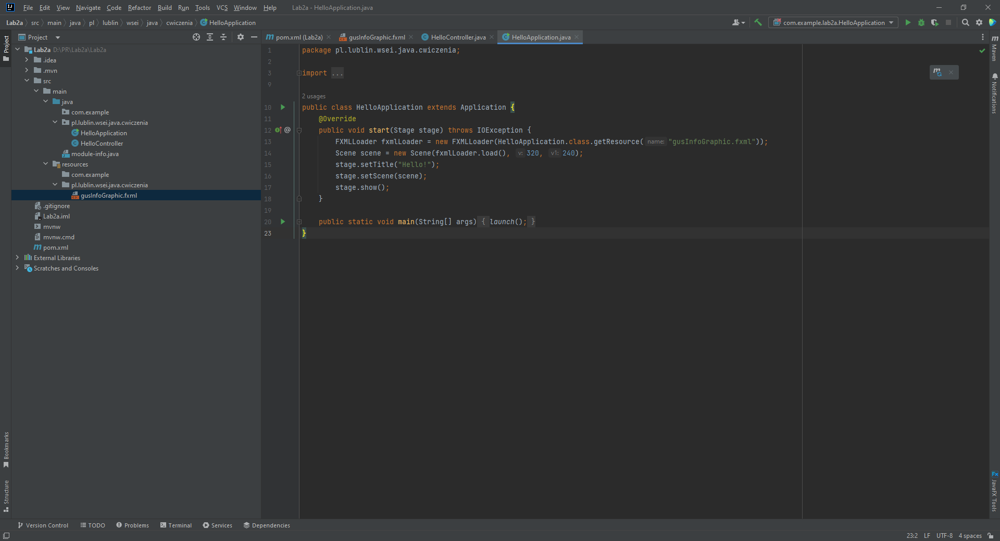 File Edit View Navigate Code Refactor Build Run Tools VCS Window Help Lab2a - HelloApplication.java
Lab2a src main java pl lublin wsei java cwiczenia HelloApplication com.example.lab2a.HelloApplication
Project
Project
pom.xml (Lab2a) gusInfoGraphic.fxml HelloController.java HelloApplication.java
Lab2a D:\PR\Lab2a\Lab2a
.idea
.mvn
src
main
java
com.example
pl.lublin.wsei.java.cwiczenia
HelloApplication
HelloController
module-info.java
resources
com.example
pl.lublin.wsei.java.cwiczenia
gusInfoGraphic.fxml
.gitignore
Lab2a.iml
mvnw
mvnw.cmd
pom.xml
External Libraries
Scratches and Consoles
1 package pl.lublin.wsei.java.cwiczenia;
2
3 import ...
9
2 usages
10 public class HelloApplication extends Application {
11 @Override
12 public void start(Stage stage) throws IOException {
13 FXMLLoader fxmlLoader = new FXMLLoader(HelloApplication.class.getResource( name: "gusInfoGraphic.fxml"));
14 Scene scene = new Scene(fxmlLoader.load(), v: 320, v1: 240);
15 stage.setTitle("Hello!");
16 stage.setScene(scene);
17 stage.show();
18 }
19
20 public static void main(String[] args) { launch(); }
23 }
Maven
Notifications
JavaFX Tools
Bookmarks
Structure
Version Control TODO Problems Terminal Services Dependencies
23:2 LF UTF-8 4 spaces